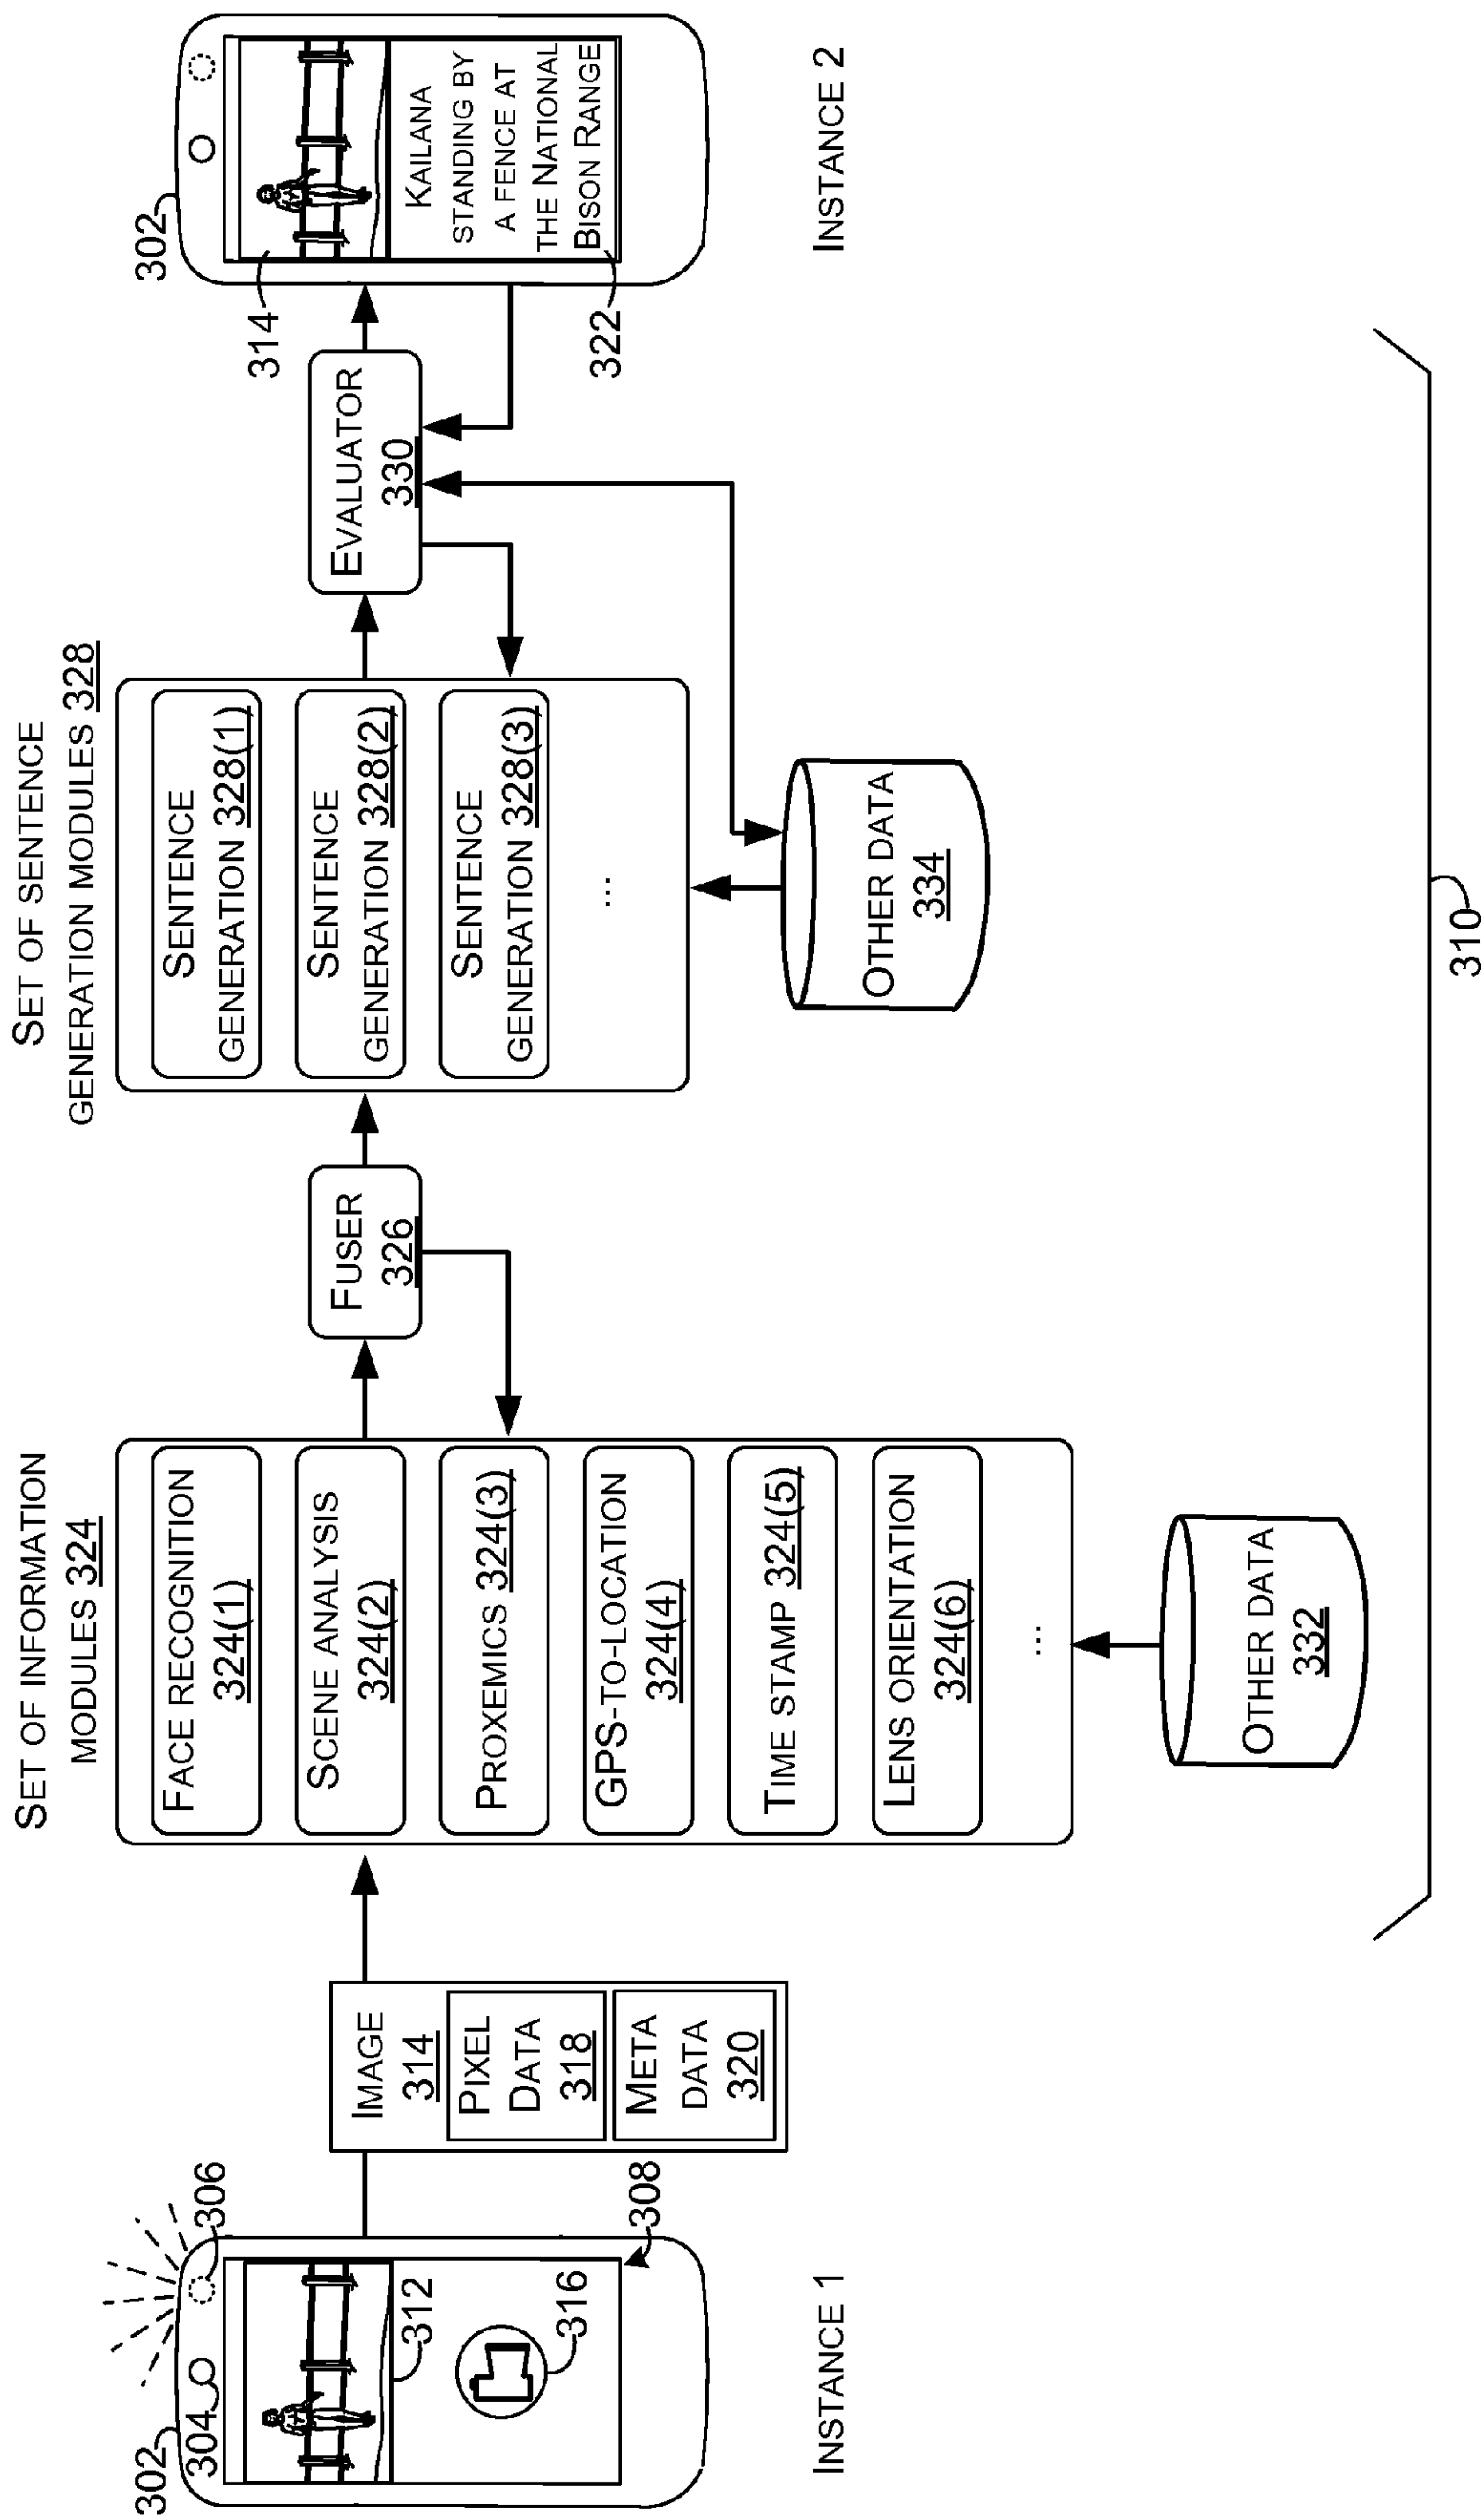 302
304
306
308
312
316
INSTANCE 1
IMAGE
314
PIXEL
DATA
318
META
DATA
320
SET OF INFORMATION
MODULES 324
FACE RECOGNITION
324(1)
SCENE ANALYSIS
324(2)
PROXEMICS 324(3)
GPS-TO-LOCATION
324(4)
TIME STAMP 324(5)
LENS ORIENTATION
324(6)
...
OTHER DATA
332
FUSER
326
SET OF SENTENCE
GENERATION MODULES 328
SENTENCE
GENERATION 328(1)
SENTENCE
GENERATION 328(2)
SENTENCE
GENERATION 328(3)
...
OTHER DATA
334
EVALUATOR
330
302
314
KAILANA
STANDING BY
A FENCE AT
THE NATIONAL
BISON RANGE
322
INSTANCE 2
310